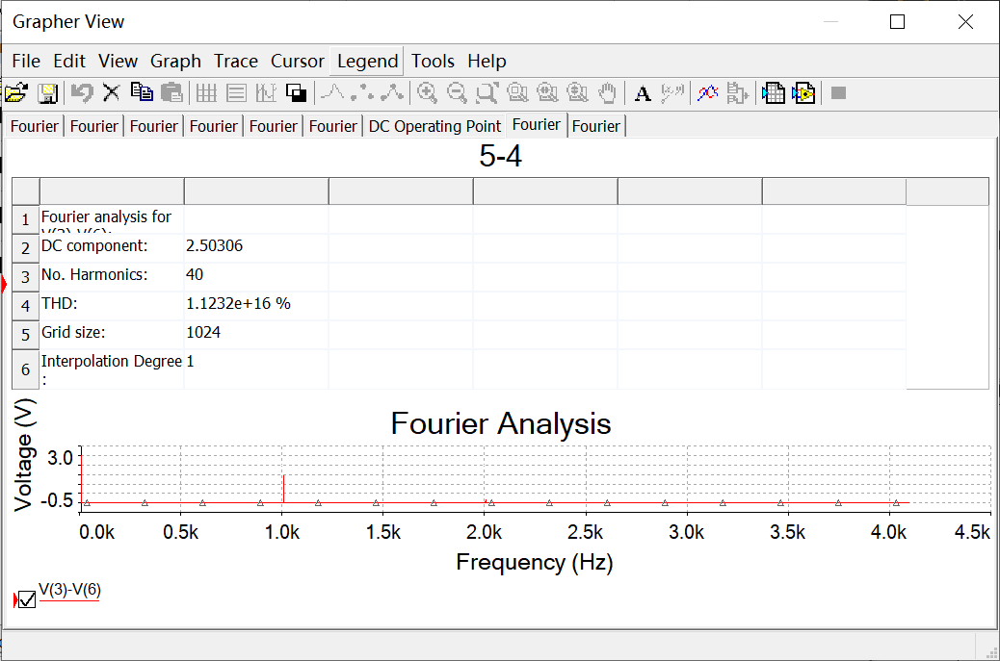 Grapher View
File Edit View Graph Trace Cursor Legend Tools Help
A
Fourier Fourier Fourier Fourier Fourier Fourier DC Operating Point Fourier Fourier
5-4
1 Fourier analysis for
2 DC component: 2.50306
3 No. Harmonics: 40
4 THD: 1.1232e+16 %
5 Grid size: 1024
6 Interpolation Degree 1
:
Fourier Analysis
Voltage (V)
3.0
-0.5
0.0k 0.5k 1.0k 1.5k 2.0k 2.5k 3.0k 3.5k 4.0k 4.5k
Frequency (Hz)
V(3)-V(6)